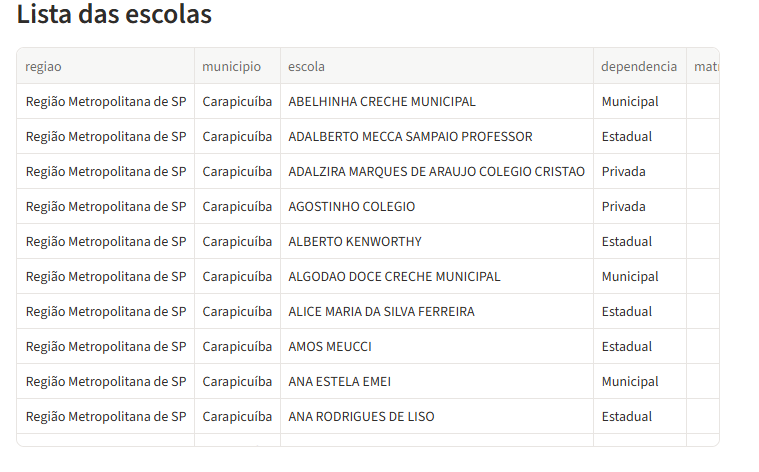 Lista das escolas
regiao municipio escola dependencia matr
Região Metropolitana de SP Carapicuíba ABELHINHA CRECHE MUNICIPAL Municipal
Região Metropolitana de SP Carapicuíba ADALBERTO MECCA SAMPAIO PROFESSOR Estadual
Região Metropolitana de SP Carapicuíba ADALZIRA MARQUES DE ARAUJO COLEGIO CRISTAO Privada
Região Metropolitana de SP Carapicuíba AGOSTINHO COLEGIO Privada
Região Metropolitana de SP Carapicuíba ALBERTO KENWORTHY Estadual
Região Metropolitana de SP Carapicuíba ALGODAO DOCE CRECHE MUNICIPAL Municipal
Região Metropolitana de SP Carapicuíba ALICE MARIA DA SILVA FERREIRA Estadual
Região Metropolitana de SP Carapicuíba AMOS MEUCCI Estadual
Região Metropolitana de SP Carapicuíba ANA ESTELA EMEI Municipal
Região Metropolitana de SP Carapicuíba ANA RODRIGUES DE LISO Estadual